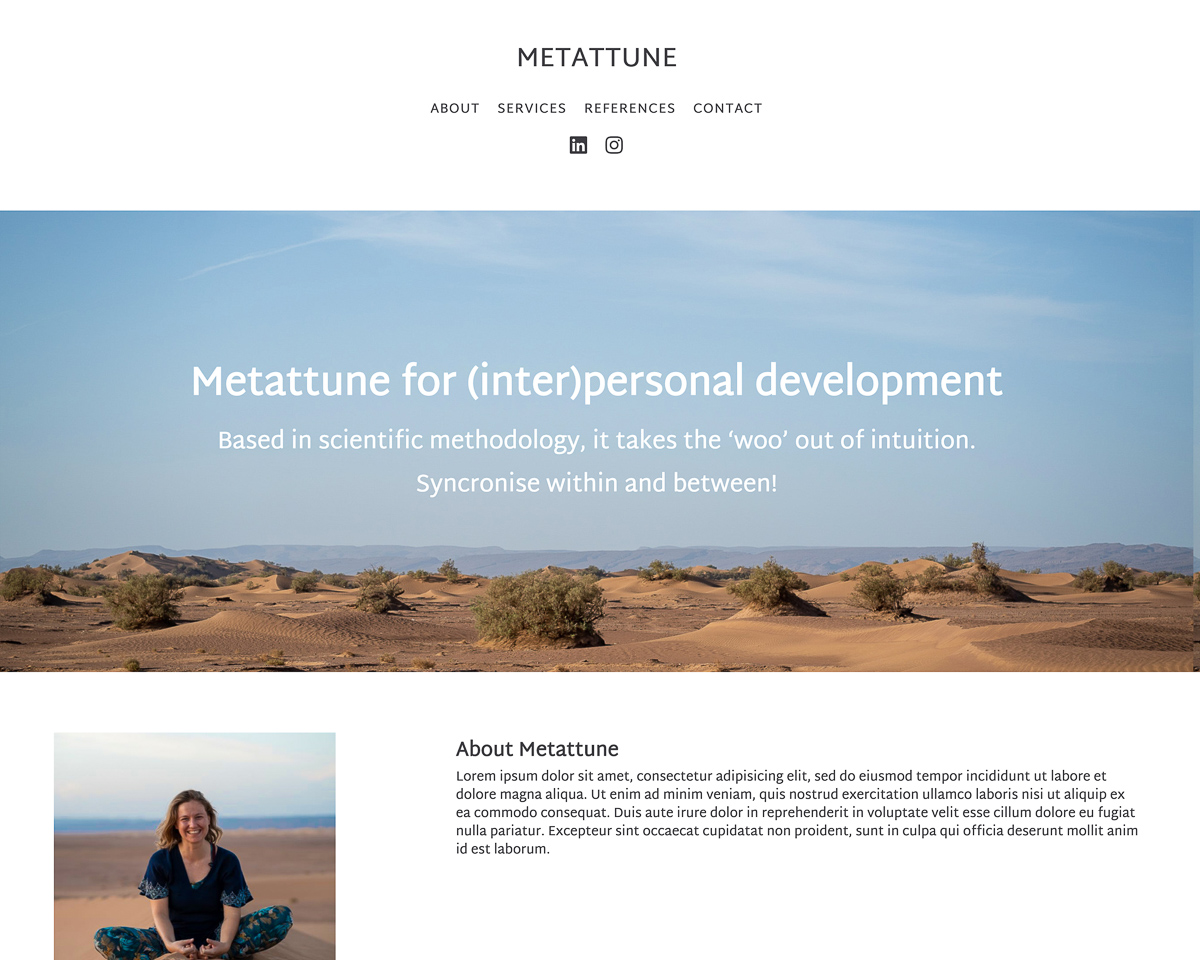 METATTUNE
ABOUT SERVICES REFERENCES CONTACT
in
Metattune for (inter)personal development
Based in scientific methodology, it takes the ‘woo’ out of intuition.
Syncronise within and between!
About Metattune
Lorem ipsum dolor sit amet, consectetur adipisicing elit, sed do eiusmod tempor incididunt ut labore et
dolore magna aliqua. Ut enim ad minim veniam, quis nostrud exercitation ullamco laboris nisi ut aliquip ex
ea commodo consequat. Duis aute irure dolor in reprehenderit in voluptate velit esse cillum dolore eu fugiat
nulla pariatur. Excepteur sint occaecat cupidatat non proident, sunt in culpa qui officia deserunt mollit anim
id est laborum.